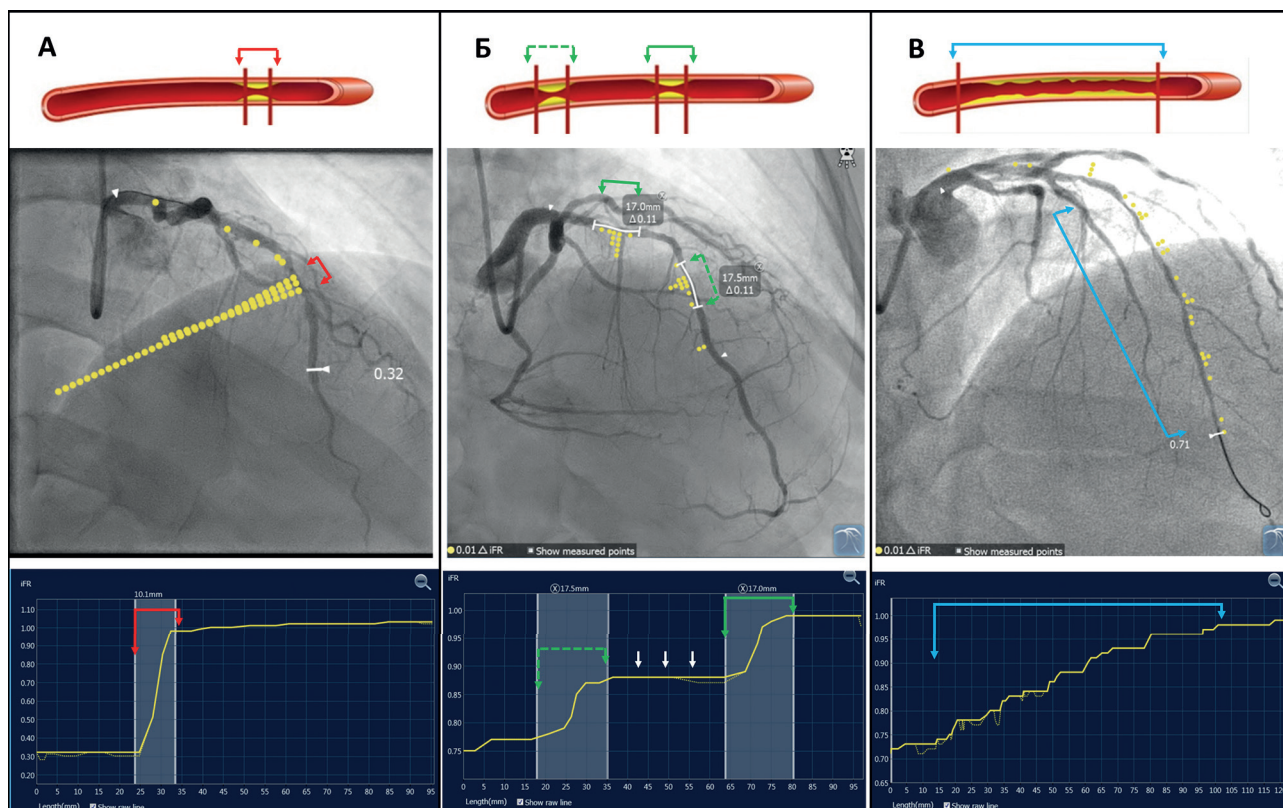 А
Б
В
0.32
17.0mm
Δ 0.11
17.5mm
Δ 0.11
0.01 Δ iFR Show measured points
0.71
0.01 Δ iFR Show measured points
iFR
10.1mm
1.10
1.00
0.90
0.80
0.70
0.60
0.50
0.40
0.30
0.20
0 5 10 15 20 25 30 35 40 45 50 55 60 65 70 75 80 85 90 95
Length(mm) Show raw line
iFR
17.5mm 17.0mm
1.00
0.95
0.90
0.85
0.80
0.75
0 5 10 15 20 25 30 35 40 45 50 55 60 65 70 75 80 85 90 95
Length(mm) Show raw line
iFR
1.00
0.95
0.90
0.85
0.80
0.75
0.70
0.65
0 5 10 15 20 25 30 35 40 45 50 55 60 65 70 75 80 85 90 95 100 105 110 115
Length(mm) Show raw line